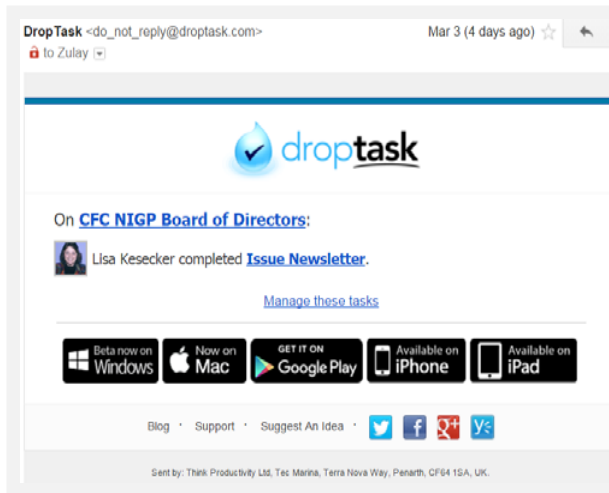 DropTask <do_not_reply@droptask.com> Mar 3 (4 days ago)
to Zulay
droptask
On CFC NIGP Board of Directors:
Lisa Kesecker completed Issue Newsletter.
Manage these tasks
Beta now on Windows
Now on Mac
GET IT ON Google Play
Available on iPhone
Available on iPad
Blog · Support · Suggest An Idea ·
Sent by: Think Productivity Ltd, Tec Marina, Terra Nova Way, Penarth, CF64 1SA, UK.